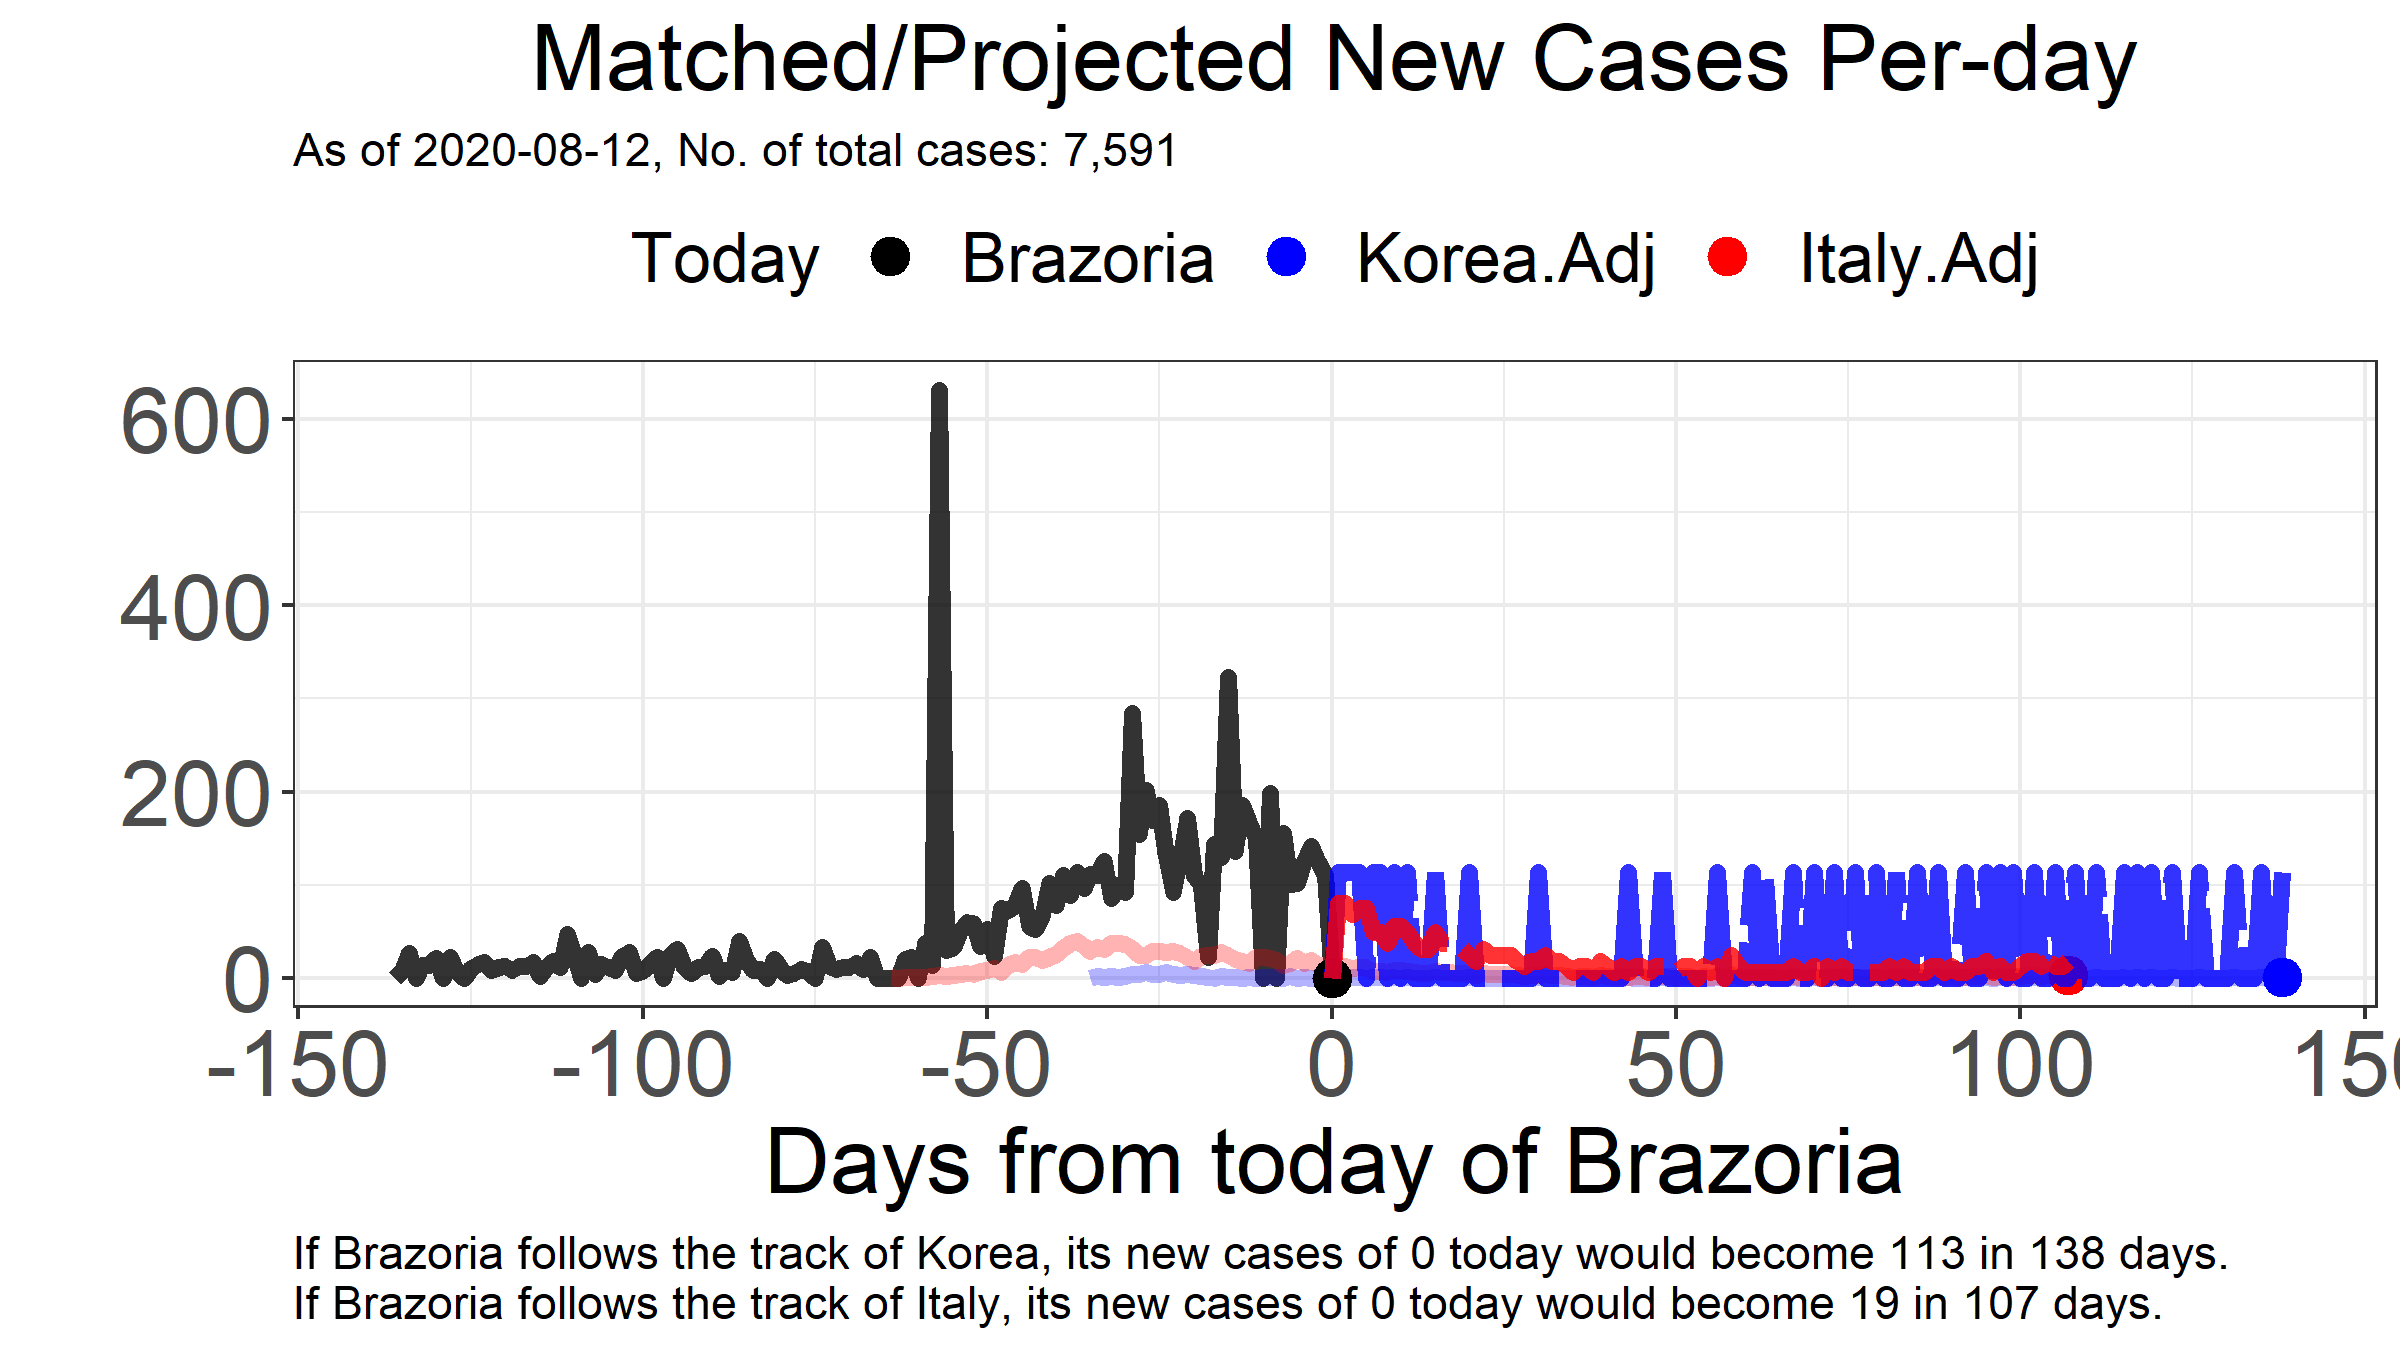 Matched/Projected New Cases Per-day
As of 2020-08-12, No. of total cases: 7,591
Today Brazoria Korea.Adj Italy.Adj
600
400
200
0
-150 -100 -50 0 50 100 150
Days from today of Brazoria
If Brazoria follows the track of Korea, its new cases of 0 today would become 113 in 138 days.
If Brazoria follows the track of Italy, its new cases of 0 today would become 19 in 107 days.